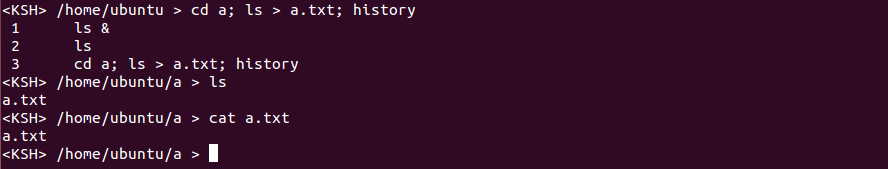 <KSH> /home/ubuntu > cd a; ls > a.txt; history
1 ls &
2 ls
3 cd a; ls > a.txt; history
<KSH> /home/ubuntu/a > ls
a.txt
<KSH> /home/ubuntu/a > cat a.txt
a.txt
<KSH> /home/ubuntu/a >